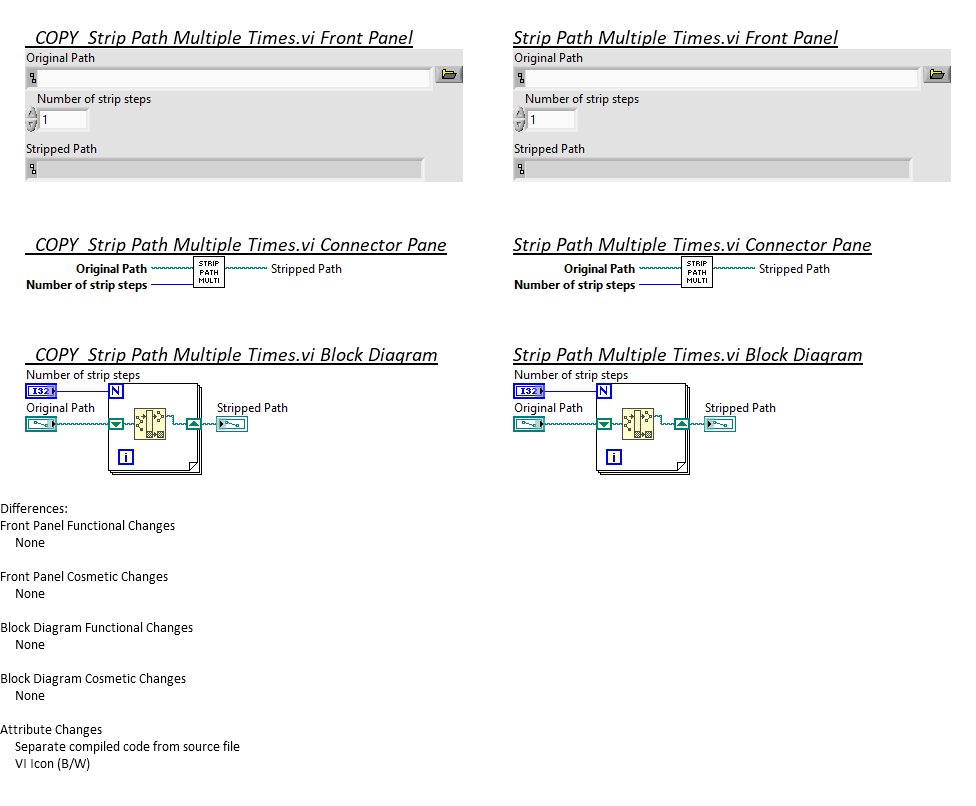 COPY  Strip Path Multiple Times.vi Front Panel
Original Path
Number of strip steps
1
Stripped Path
Strip Path Multiple Times.vi Front Panel
Original Path
Number of strip steps
1
Stripped Path
COPY  Strip Path Multiple Times.vi Connector Pane
Original Path
Number of strip steps
STRIP
PATH
MULTI
Stripped Path
Strip Path Multiple Times.vi Connector Pane
Original Path
Number of strip steps
STRIP
PATH
MULTI
Stripped Path
COPY  Strip Path Multiple Times.vi Block Diagram
Number of strip steps
I32
N
Original Path
Stripped Path
i
Strip Path Multiple Times.vi Block Diagram
Number of strip steps
I32
N
Original Path
Stripped Path
i
Differences:
Front Panel Functional Changes
None
Front Panel Cosmetic Changes
None
Block Diagram Functional Changes
None
Block Diagram Cosmetic Changes
None
Attribute Changes
Separate compiled code from source file
VI Icon (B/W)